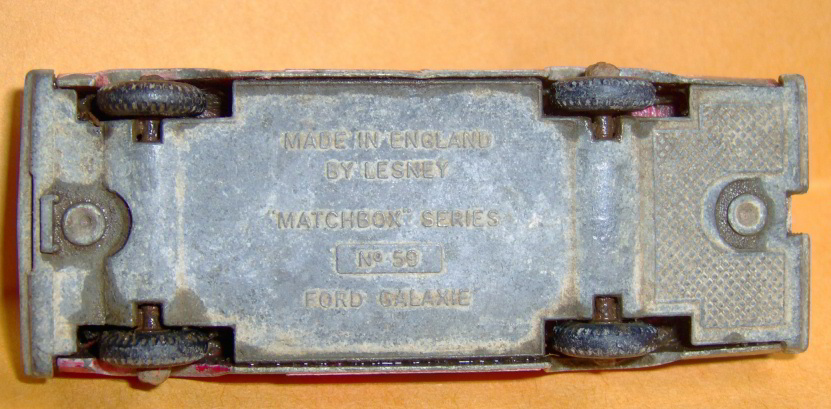 MADE IN ENGLAND
BY LESNEY
MATCHBOX SERIES
No 59
FORD GALAXIE